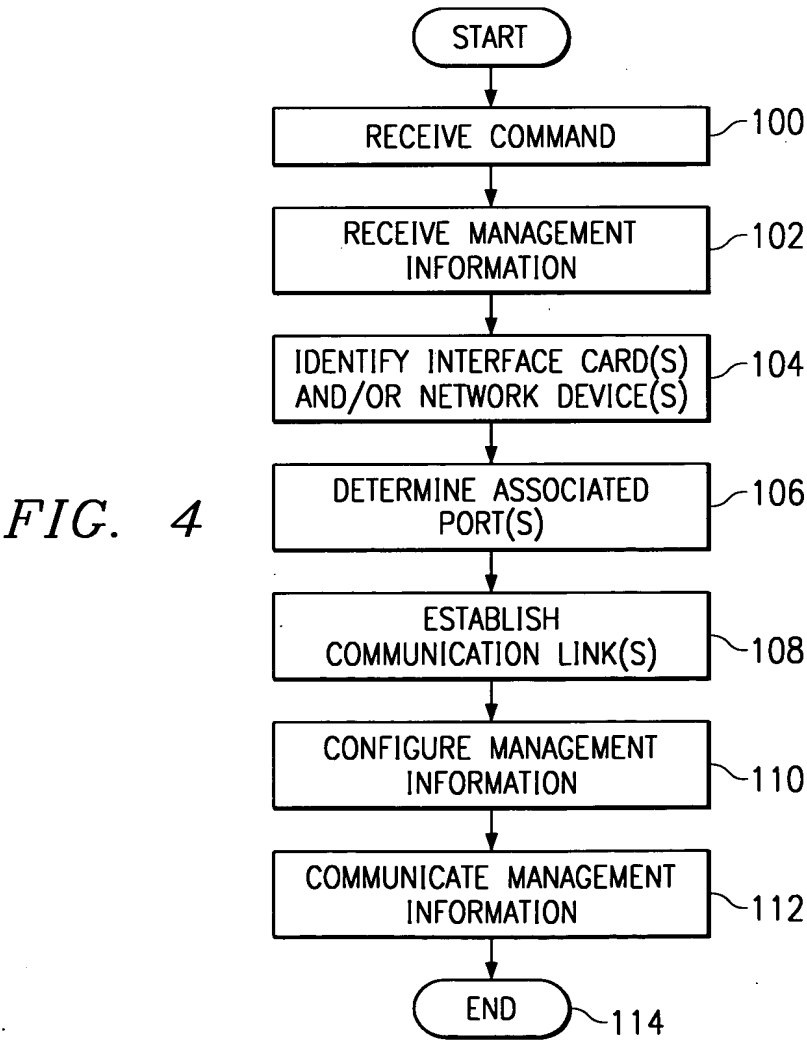 START
RECEIVE COMMAND
100
RECEIVE MANAGEMENT
INFORMATION
102
IDENTIFY INTERFACE CARD(S)
AND/OR NETWORK DEVICE(S)
104
DETERMINE ASSOCIATED
PORT(S)
106
FIG. 4
ESTABLISH
COMMUNICATION LINK(S)
108
CONFIGURE MANAGEMENT
INFORMATION
110
COMMUNICATE MANAGEMENT
INFORMATION
112
END
114